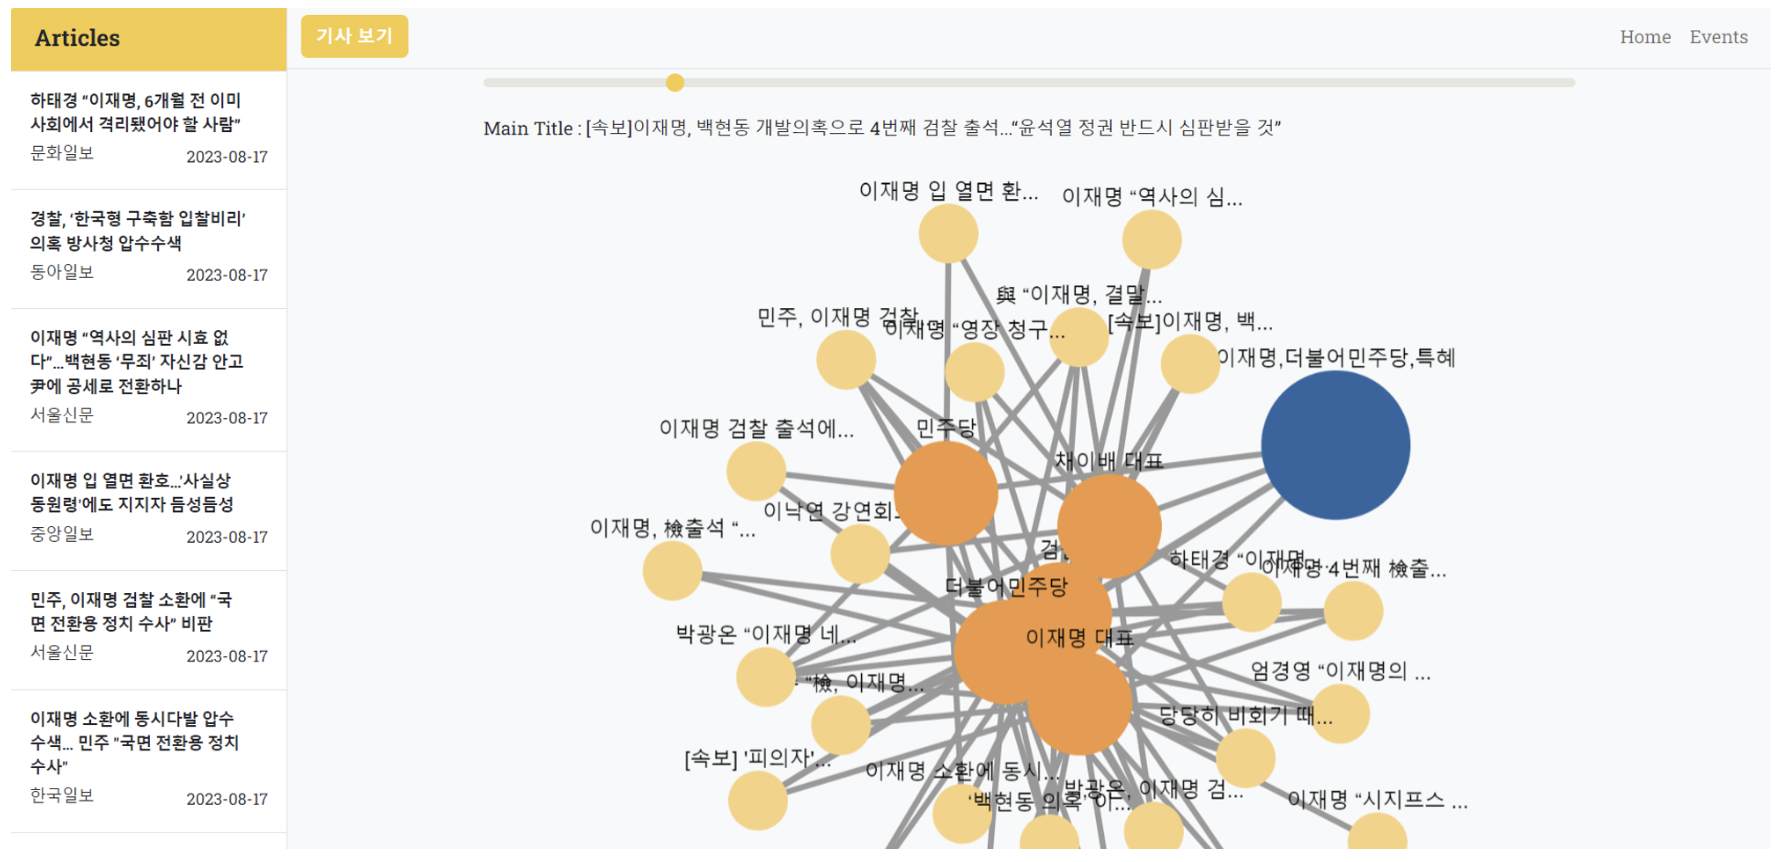 Articles
하태경 “이재명, 6개월 전 이미
사회에서 격리됐어야 할 사람”
문화일보
2023-08-17
경찰, ‘한국형 구축함 입찰비리’
의혹 방사청 압수수색
동아일보
2023-08-17
이재명 “역사의 심판 시효 없
다”...백현동 ‘무죄’ 자신감 안고
尹에 공세로 전환하나
서울신문
2023-08-17
이재명 입 열면 환호...'사실상
동원령'에도 지지자 듬성듬성
중앙일보
2023-08-17
민주, 이재명 검찰 소환에 “국
면 전환용 정치 수사” 비판
서울신문
2023-08-17
이재명 소환에 동시다발 압수
수색... 민주 "국면 전환용 정치
수사"
한국일보
2023-08-17
기사 보기
Home
Events
Main Title : [속보]이재명, 백현동 개발의혹으로 4번째 검찰 출석...“윤석열 정권 반드시 심판받을 것”
이재명 입 열면 환...
이재명 “역사의 심...
與 “이재명, 결말...
민주, 이재명 검찰...
이재명 “영장 청구...
[속보]이재명, 백...
이재명,더불어민주당,특혜
이재명 검찰 출석에...
민주당
채이배 대표
이낙연 강연회
이재명, 檢출석 “...
하태경 “이재명...
이재명 4번째 檢출...
더불어민주당
박광온 “이재명 네...
이재명 대표
“檢, 이재명...
엄경영 “이재명의 ...
당당히 비회기 때...
[속보] '피의자'...
이재명 소환에 동시...
박광온, 이재명 검...
‘백현동 의혹’ 이...
이재명 “시지프스 ...